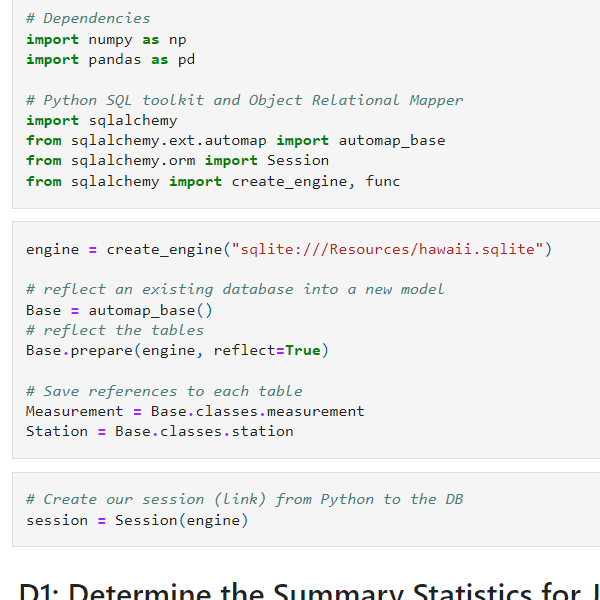 # Dependencies
import numpy as np
import pandas as pd
# Python SQL toolkit and Object Relational Mapper
import sqlalchemy
from sqlalchemy.ext.automap import automap_base
from sqlalchemy.orm import Session
from sqlalchemy import create_engine, func
engine = create_engine("sqlite:///Resources/hawaii.sqlite")
# reflect an existing database into a new model
Base = automap_base()
# reflect the tables
Base.prepare(engine, reflect=True)
# Save references to each table
Measurement = Base.classes.measurement
Station = Base.classes.station
# Create our session (link) from Python to the DB
session = Session(engine)
D1: Determine the Summary Statistics for